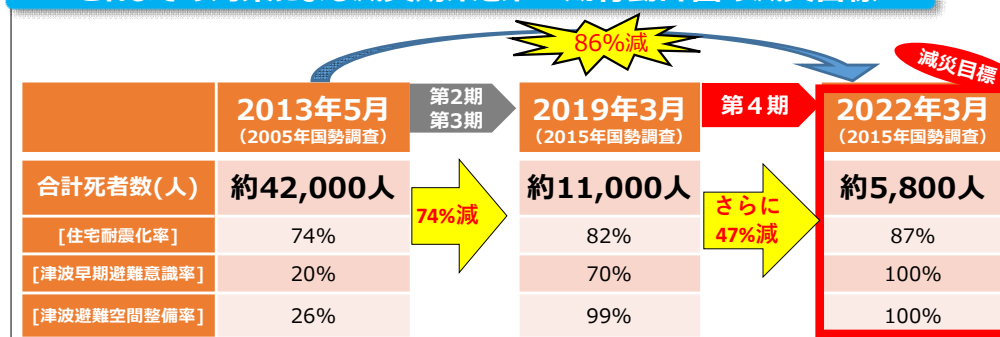 86%減
減災目標
2013年5月
(2005年国勢調査)
第2期
第3期
2019年3月
(2015年国勢調査)
第4期
2022年3月
(2015年国勢調査)
合計死者数(人)
約42,000人
74%減
約11,000人
さらに
47%減
約5,800人
[住宅耐震化率]
74%
82%
87%
[津波早期避難意識率]
20%
70%
100%
[津波避難空間整備率]
26%
99%
100%